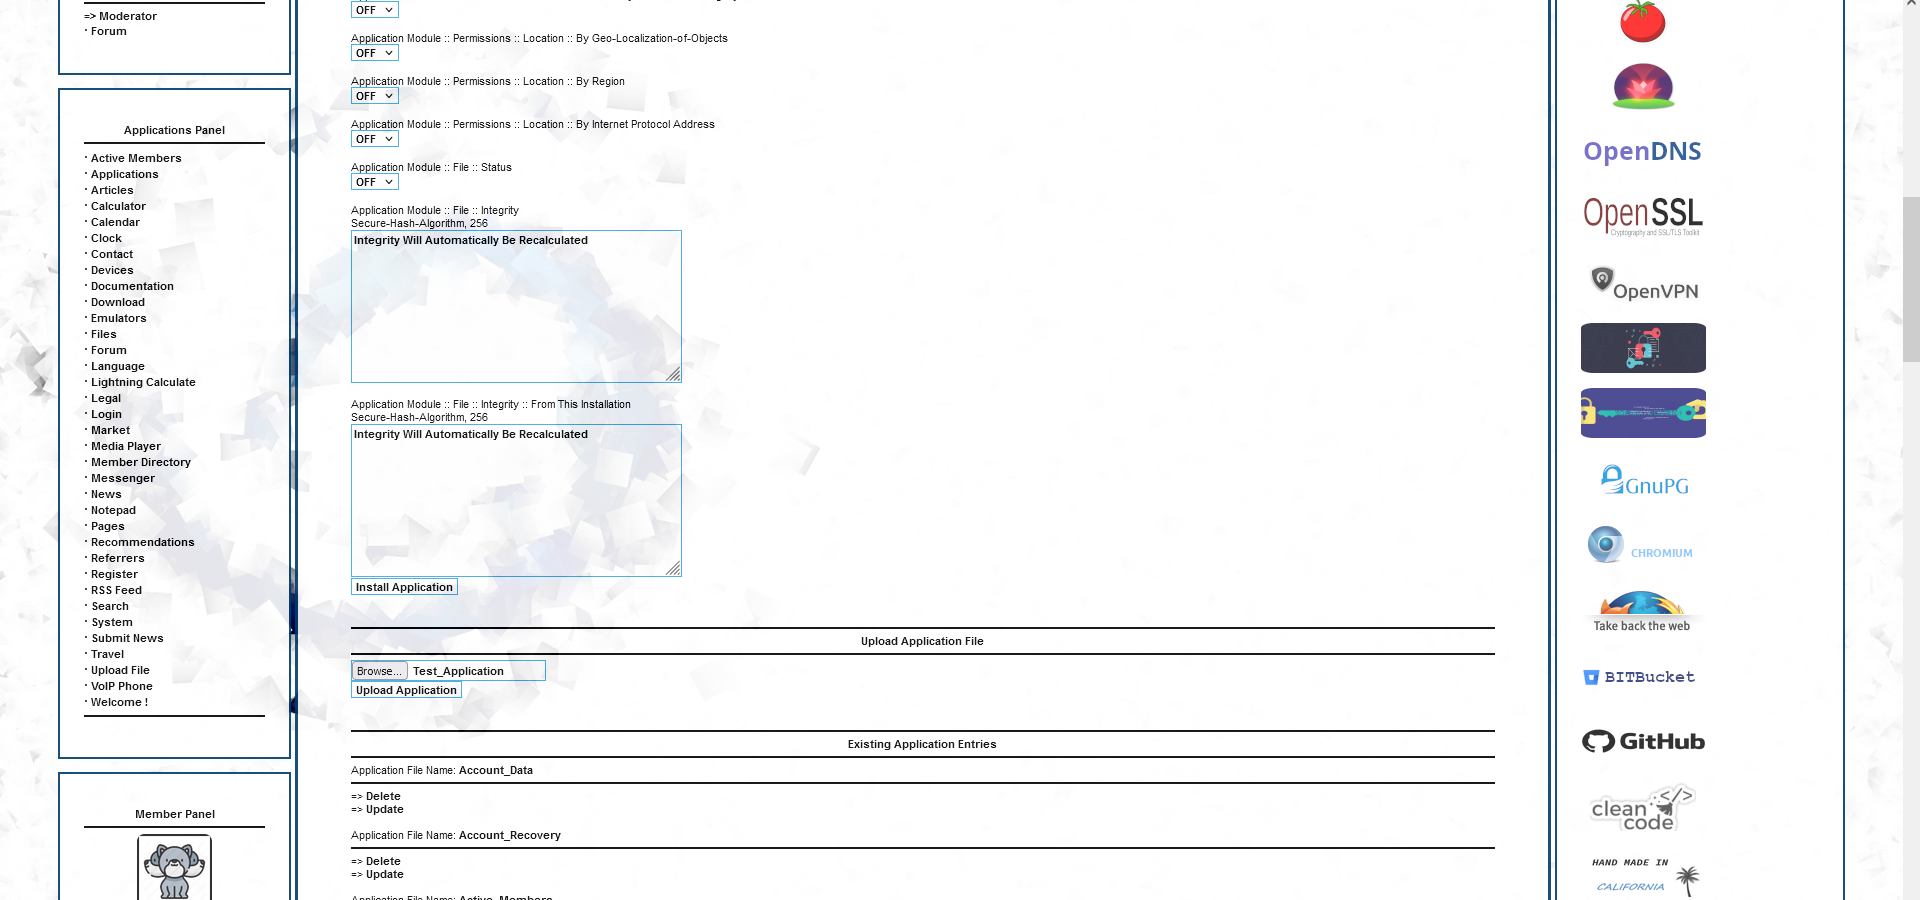 => Moderator
· Forum
Applications Panel
· Active Members
· Applications
· Articles
· Calculator
· Calendar
· Clock
· Contact
· Devices
· Documentation
· Download
· Emulators
· Files
· Forum
· Language
· Lightning Calculate
· Legal
· Login
· Market
· Media Player
· Member Directory
· Messenger
· News
· Notepad
· Pages
· Recommendations
· Referrers
· Register
· RSS Feed
· Search
· System
· Submit News
· Travel
· Upload File
· VoIP Phone
· Welcome !
Member Panel
OFF
Application Module :: Permissions :: Location :: By Geo-Localization-of-Objects
OFF
Application Module :: Permissions :: Location :: By Region
OFF
Application Module :: Permissions :: Location :: By Internet Protocol Address
OFF
Application Module :: File :: Status
OFF
Application Module :: File :: Integrity
Secure-Hash-Algorithm, 256
Integrity Will Automatically Be Recalculated
Application Module :: File :: Integrity :: From This Installation
Secure-Hash-Algorithm, 256
Integrity Will Automatically Be Recalculated
Install Application
Upload Application File
Browse... Test_Application
Upload Application
Existing Application Entries
Application File Name: Account_Data
=> Delete
=> Update
Application File Name: Account_Recovery
=> Delete
=> Update
Application File Name: Active_Members
OpenDNS
OpenSSL
Cryptography and SSL/TLS Toolkit
OpenVPN
GnuPG
CHROMIUM
Take back the web
BITBucket
GitHub
clean </>
code
HAND MADE IN
CALIFORNIA